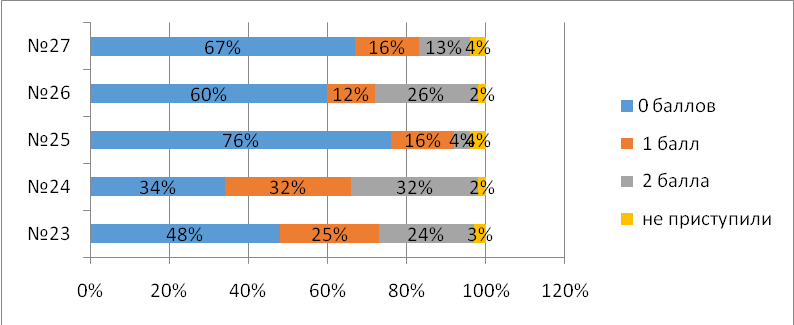 №27 67% 16% 13% 4%
№26 60% 12% 26% 2%
№25 76% 16% 4% 4%
№24 34% 32% 32% 2%
№23 48% 25% 24% 3%
0% 20% 40% 60% 80% 100% 120%
0 баллов
1 балл
2 балла
не приступили